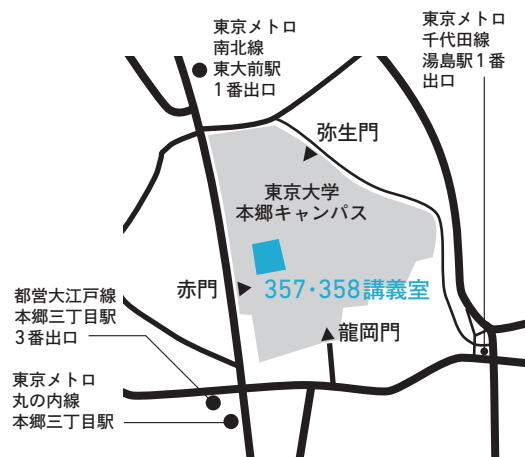 東京メトロ
南北線
東大前駅
1番出口
東京メトロ
千代田線
湯島駅1番
出口
弥生門
東京大学
本郷キャンパス
赤門
357・358講義室
龍岡門
都営大江戸線
本郷三丁目駅
3番出口
東京メトロ
丸の内線
本郷三丁目駅